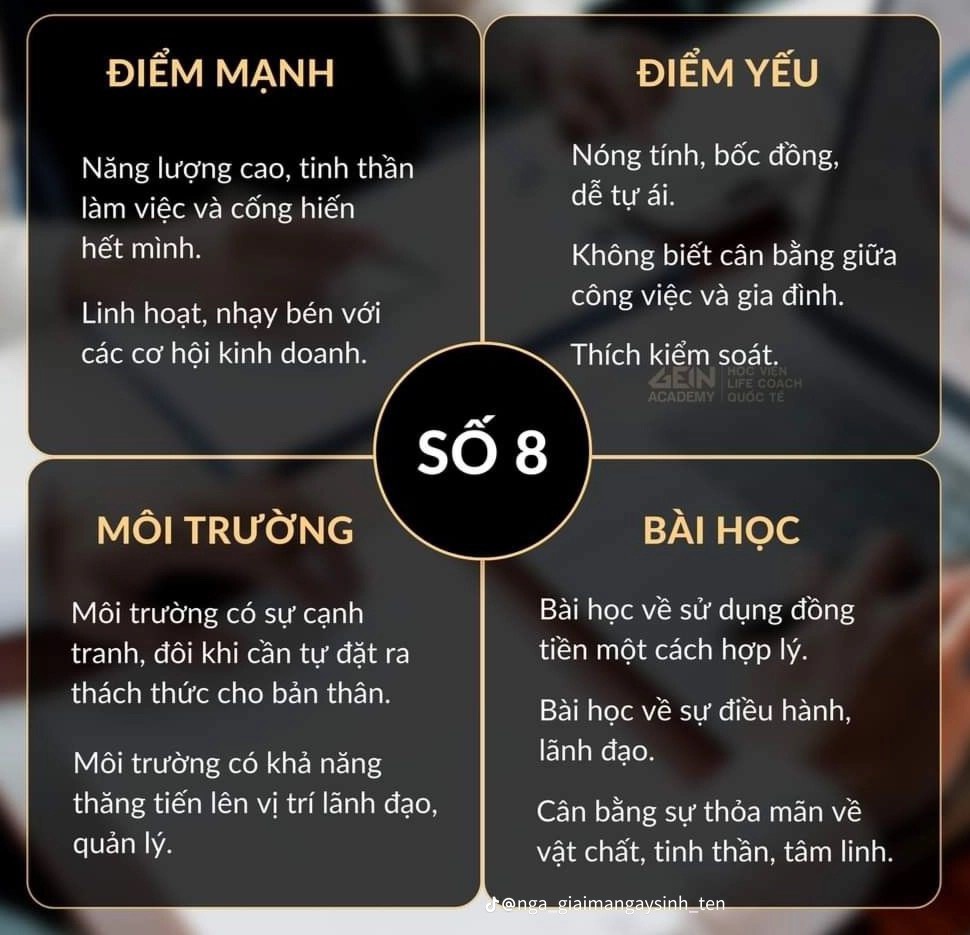 ĐIỂM MẠNH
Năng lượng cao, tinh thần
làm việc và cống hiến
hết mình.
Linh hoạt, nhạy bén với
các cơ hội kinh doanh.
ĐIỂM YẾU
Nóng tính, bốc đồng,
dễ tự ái.
Không biết cân bằng giữa
công việc và gia đình.
Thích kiểm soát.
GEIN
ACADEMY
HỌC VIỆN
LIFE COACH
QUỐC TẾ
SỐ 8
MÔI TRƯỜNG
Môi trường có sự cạnh
tranh, đôi khi cần tự đặt ra
thách thức cho bản thân.
Môi trường có khả năng
thăng tiến lên vị trí lãnh đạo,
quản lý.
BÀI HỌC
Bài học về sử dụng đồng
tiền một cách hợp lý.
Bài học về sự điều hành,
lãnh đạo.
Cân bằng sự thỏa mãn về
vật chất, tinh thần, tâm linh.
@nga_giaimangaysinh_ten